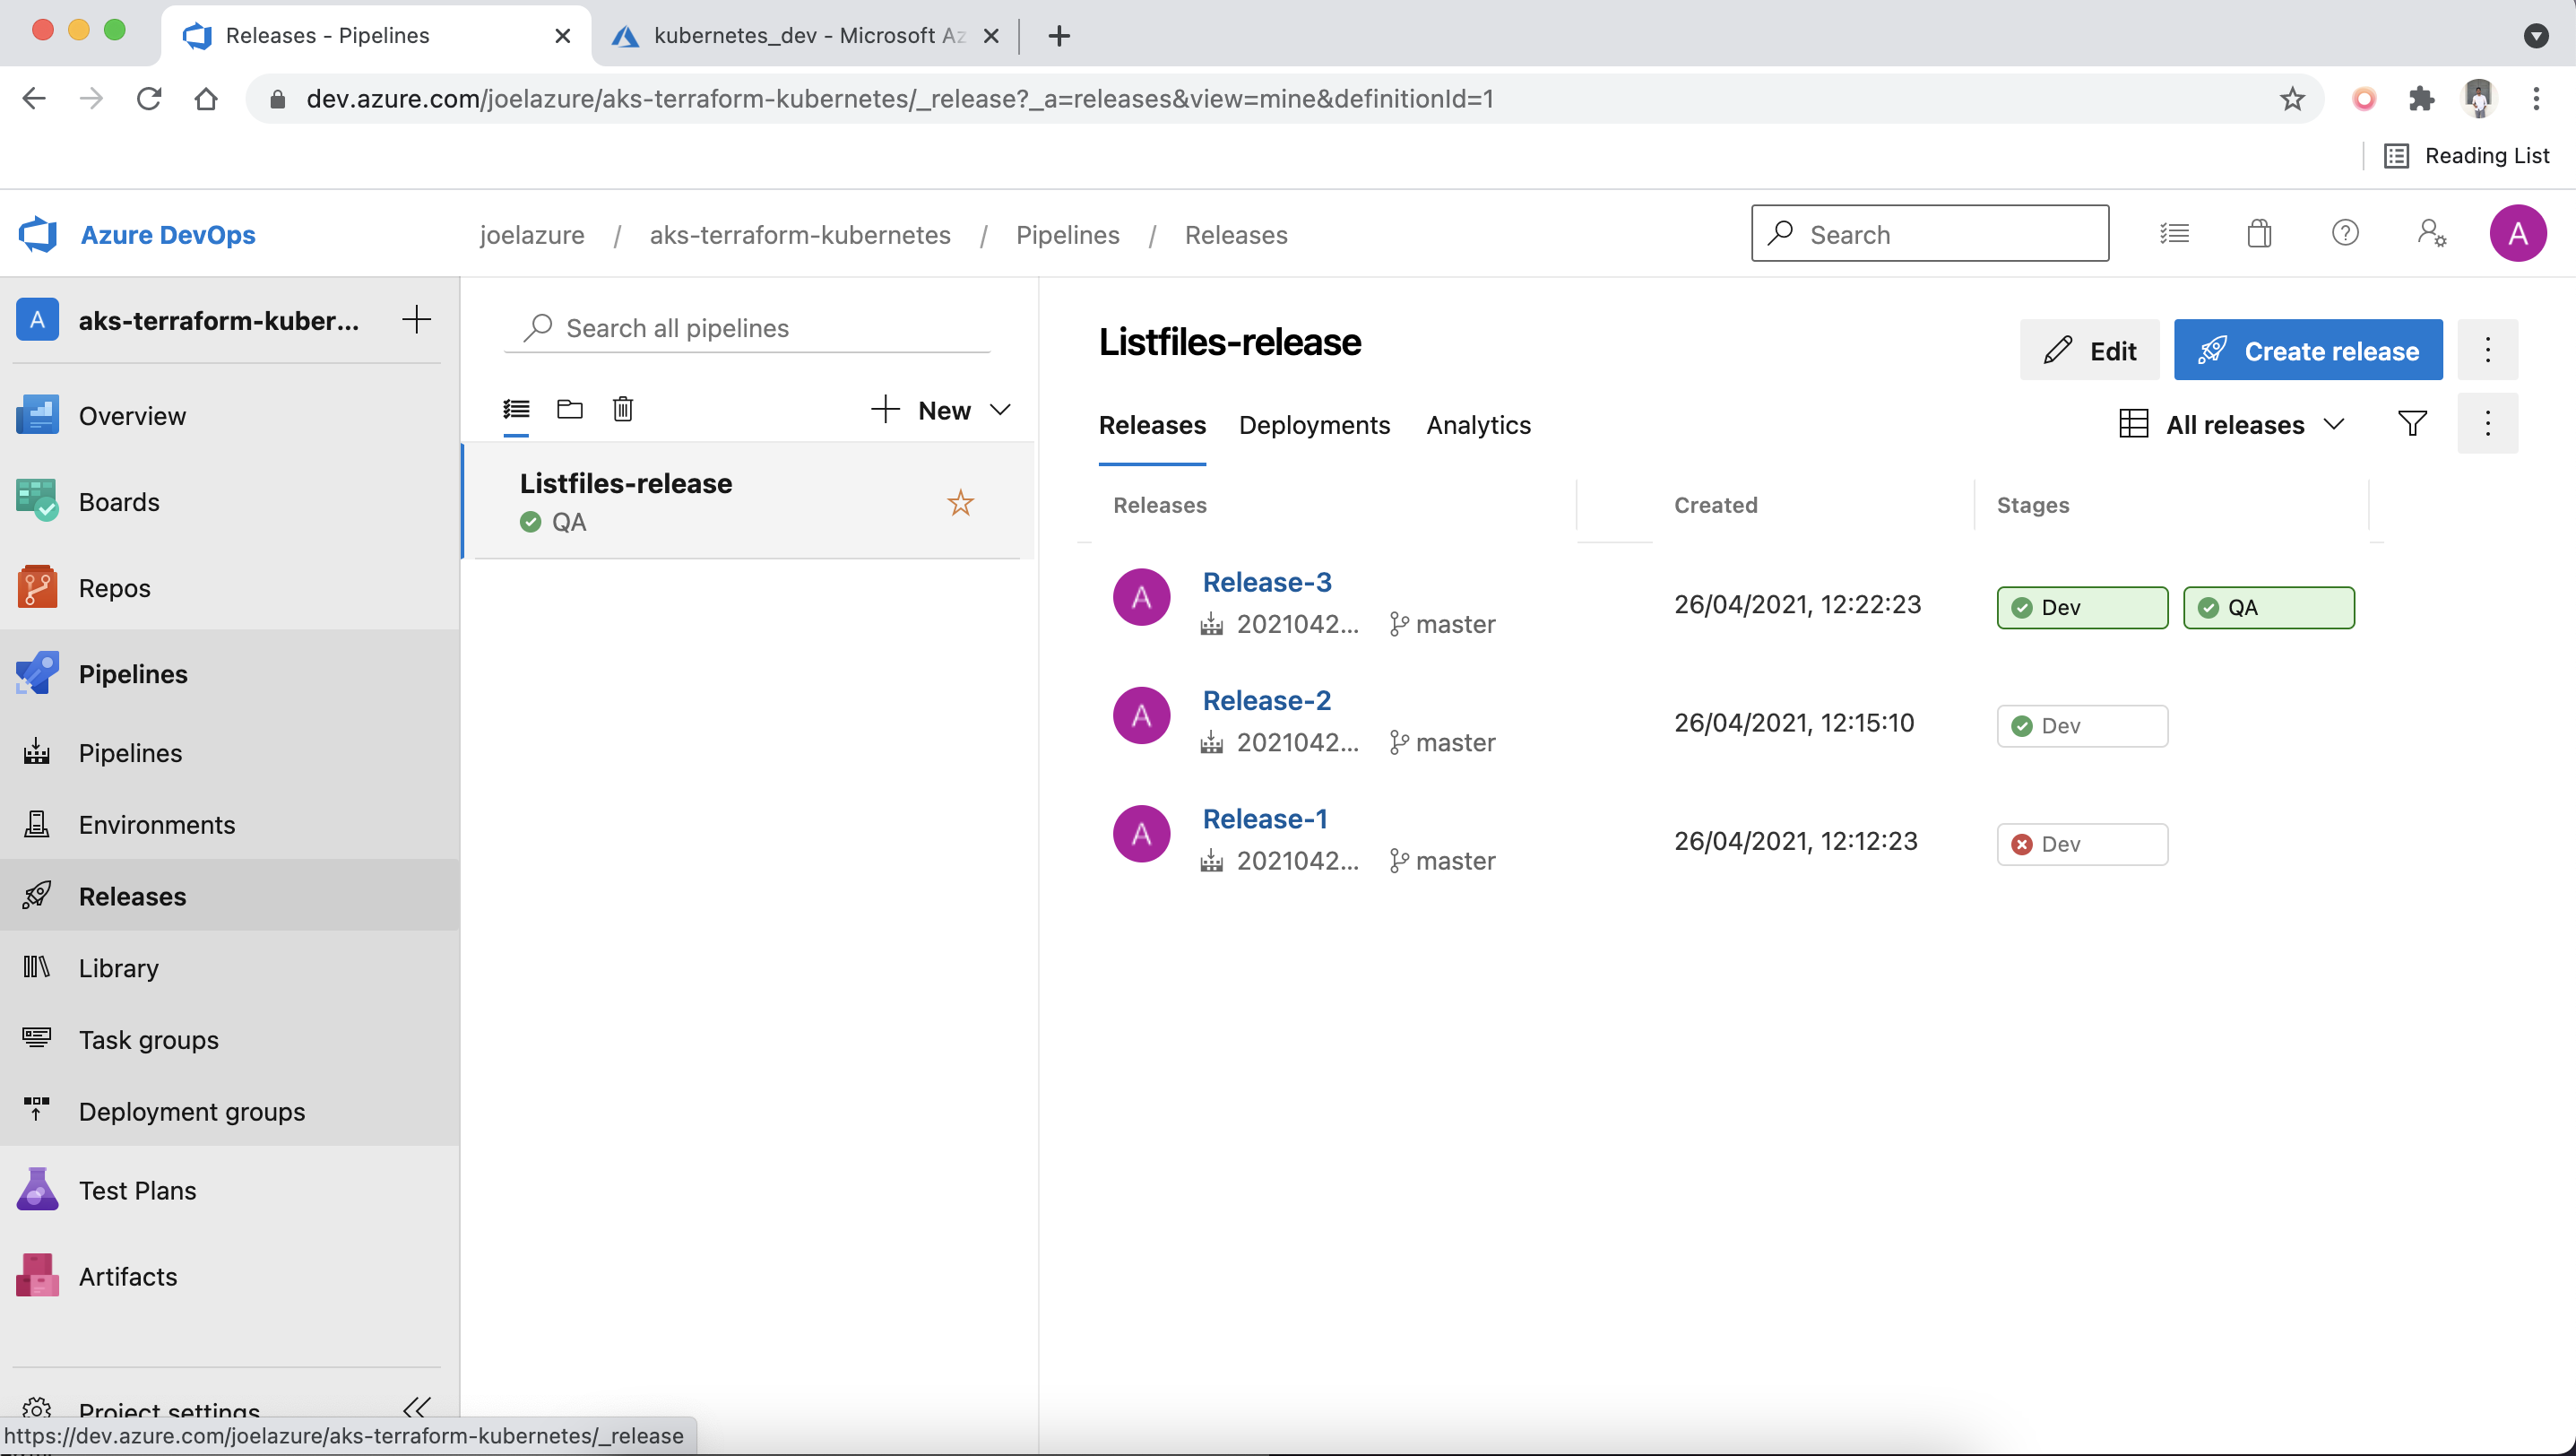 Releases - Pipelines
kubernetes_dev - Microsoft Az
dev.azure.com/joelazure/aks-terraform-kubernetes/_release?_a=releases&view=mine&definitionId=1
Reading List
Azure DevOps
joelazure / aks-terraform-kubernetes / Pipelines / Releases
Search
A
A
aks-terraform-kuber...
Overview
Boards
Repos
Pipelines
Pipelines
Environments
Releases
Library
Task groups
Deployment groups
Test Plans
Artifacts
Project settings
https://dev.azure.com/joelazure/aks-terraform-kubernetes/_release
Search all pipelines
New
Listfiles-release
QA
Listfiles-release
Edit
Create release
Releases Deployments Analytics
All releases
Releases Created Stages
A
Release-3
2021042... master
26/04/2021, 12:22:23
Dev QA
A
Release-2
2021042... master
26/04/2021, 12:15:10
Dev
A
Release-1
2021042... master
26/04/2021, 12:12:23
Dev